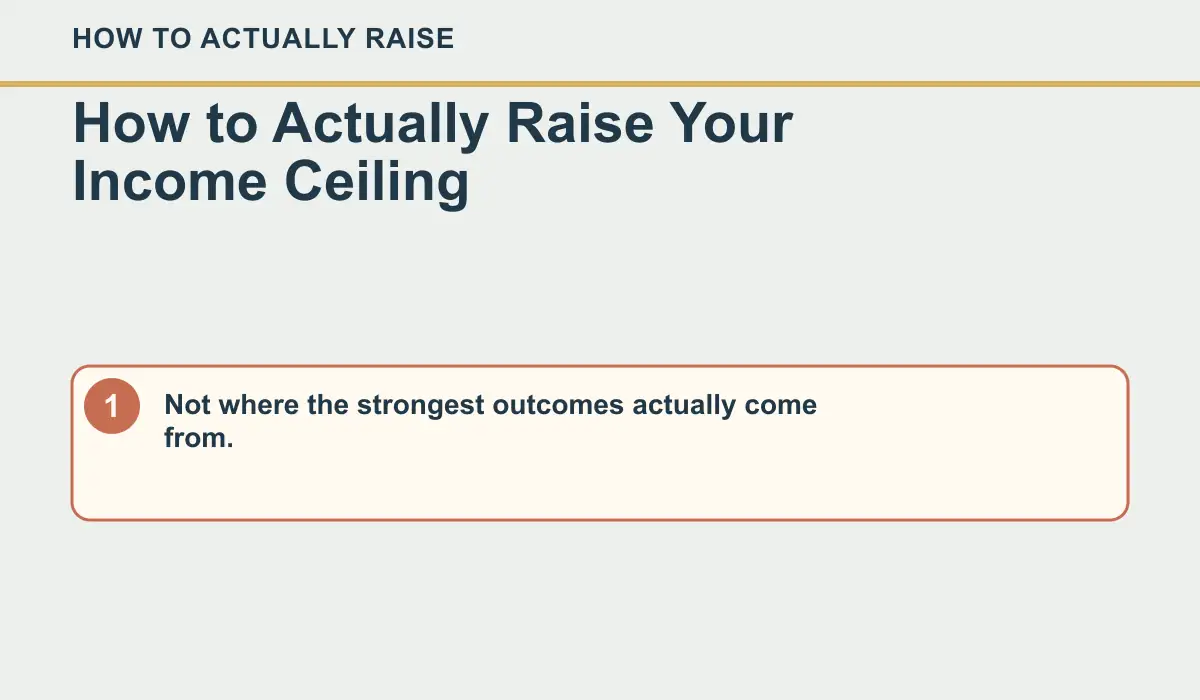 HOW TO ACTUALLY RAISE
How to Actually Raise Your
Income Ceiling
1
Not where the strongest outcomes actually come
from.